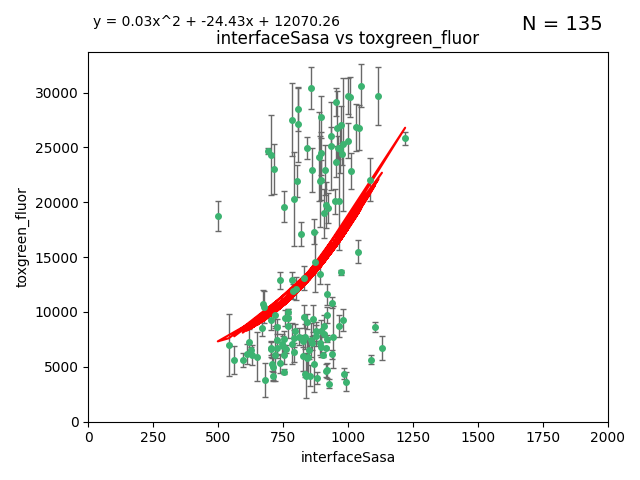 y = 0.03x^2 + -24.43x + 12070.26
N = 135
interfaceSasa vs toxgreen_fluor
toxgreen_fluor
30000
25000
20000
15000
10000
5000
0
0 250 500 750 1000 1250 1500 1750 2000
interfaceSasa